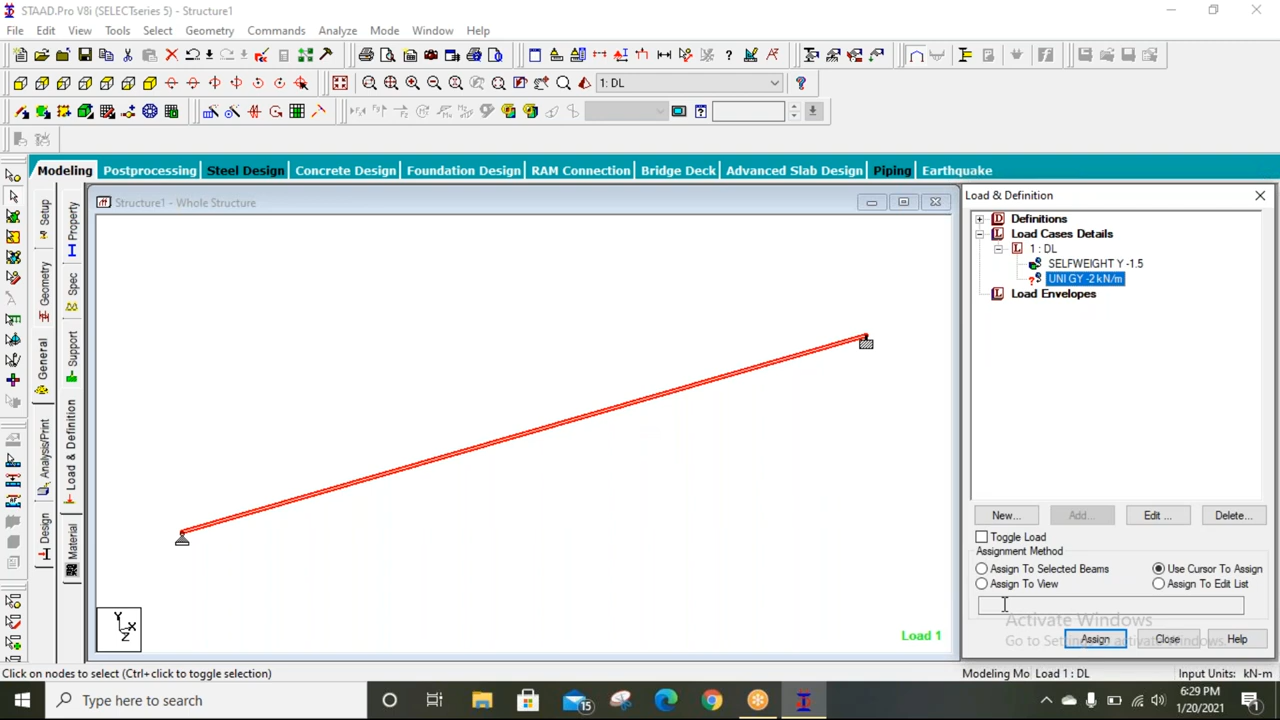 STAAD.Pro V8i (SELECTseries 5) - Structure1
File Edit View Tools Select Geometry Commands Analyze Mode Window Help
1: DL
Modeling Postprocessing Steel Design Concrete Design Foundation Design RAM Connection Bridge Deck Advanced Slab Design Piping Earthquake
Structure1 - Whole Structure
Setup
Geometry
General
Analysis/Print
Design
Property
Spec
Support
Load & Definition
Material
Load 1
Y
X
Z
Load & Definition
Definitions
Load Cases Details
1 : DL
SELFWEIGHT Y -1.5
UNI GY -2 kN/m
Load Envelopes
New... Add... Edit ... Delete...
Toggle Load
Assignment Method
Assign To Selected Beams Use Cursor To Assign
Assign To View Assign To Edit List
Activate Windows
Assign Close Help
Click on nodes to select (Ctrl+click to toggle selection) Modeling Mo Load 1 : DL Input Units: kN-m
Type here to search
15
6:29 PM
1/20/2021
1